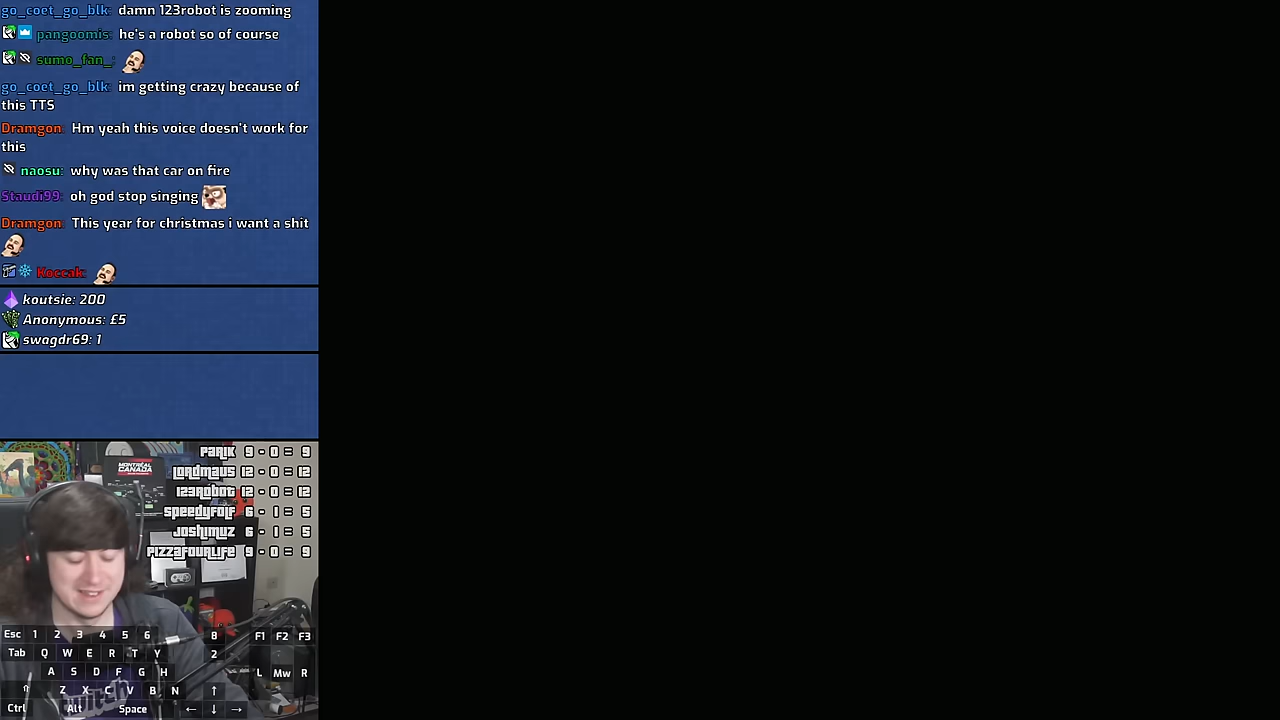 go_coet_go_blk: damn 123robot is zooming
pangoomis: he's a robot so of course
sumo_fan_:
go_coet_go_blk: im getting crazy because of
this TTS
Dramgon: Hm yeah this voice doesn't work for
this
naosu: why was that car on fire
Staudi99: oh god stop singing
Dramgon: This year for christmas i want a shit
Koccak:
koutsie: 200
Anonymous: £5
swagdr69: 1
MONTREAL
CANADA
PARIK 9 - 0 = 9
LORDMAUS 12 - 0 = 12
123ROBOT 12 - 0 = 12
SPEEDYFOLF 6 - 1 = 5
JOSHIMUZ 6 - 1 = 5
PIZZAFOURLIFE 9 - 0 = 9
Esc 1 2 3 4 5 6 8 F1 F2 F3
Tab Q W E R T Y 2
A S D F G H L Mw R
⇧ Z X C V B N ↑
Ctrl Alt Space ← ↓ →
twitch